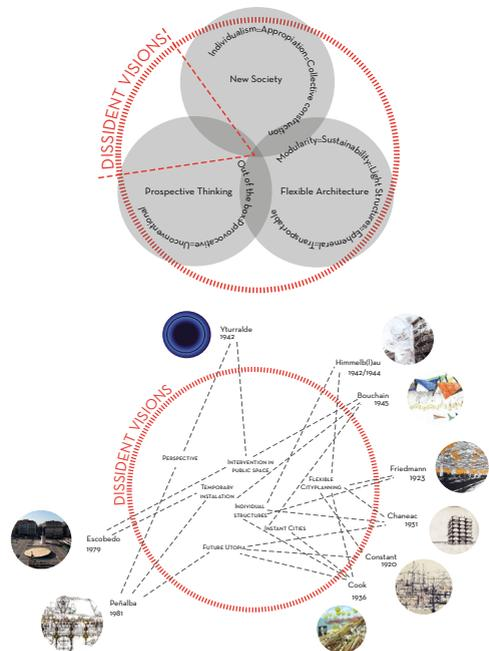 DISSIDENT VISIONS!
Individualism=Appropiation=Collective construction
New Society
Modularity=Sustainability=Light Structures=Ephemeral=Transportable
Out of the box=Provocative=Unconventional
Prospective Thinking
Flexible Architecture
Yturralde
1942
Himmelb(l)au
1942/1944
Bouchain
1945
DISSIDENT VISIONS
PERSPECTIVE
INTERVENTION IN
PUBLIC SPACE
TEMPORARY
INSTALATION
FLEXIBLE
CITYPLANNING
Friedmann
1923
INDIVIDUAL
STRUCTURES
Chaneac
1931
INSTANT CITIES
Escobedo
1979
FUTURE UTOPIA
Constant
1920
Cook
1936
Peñalba
1981